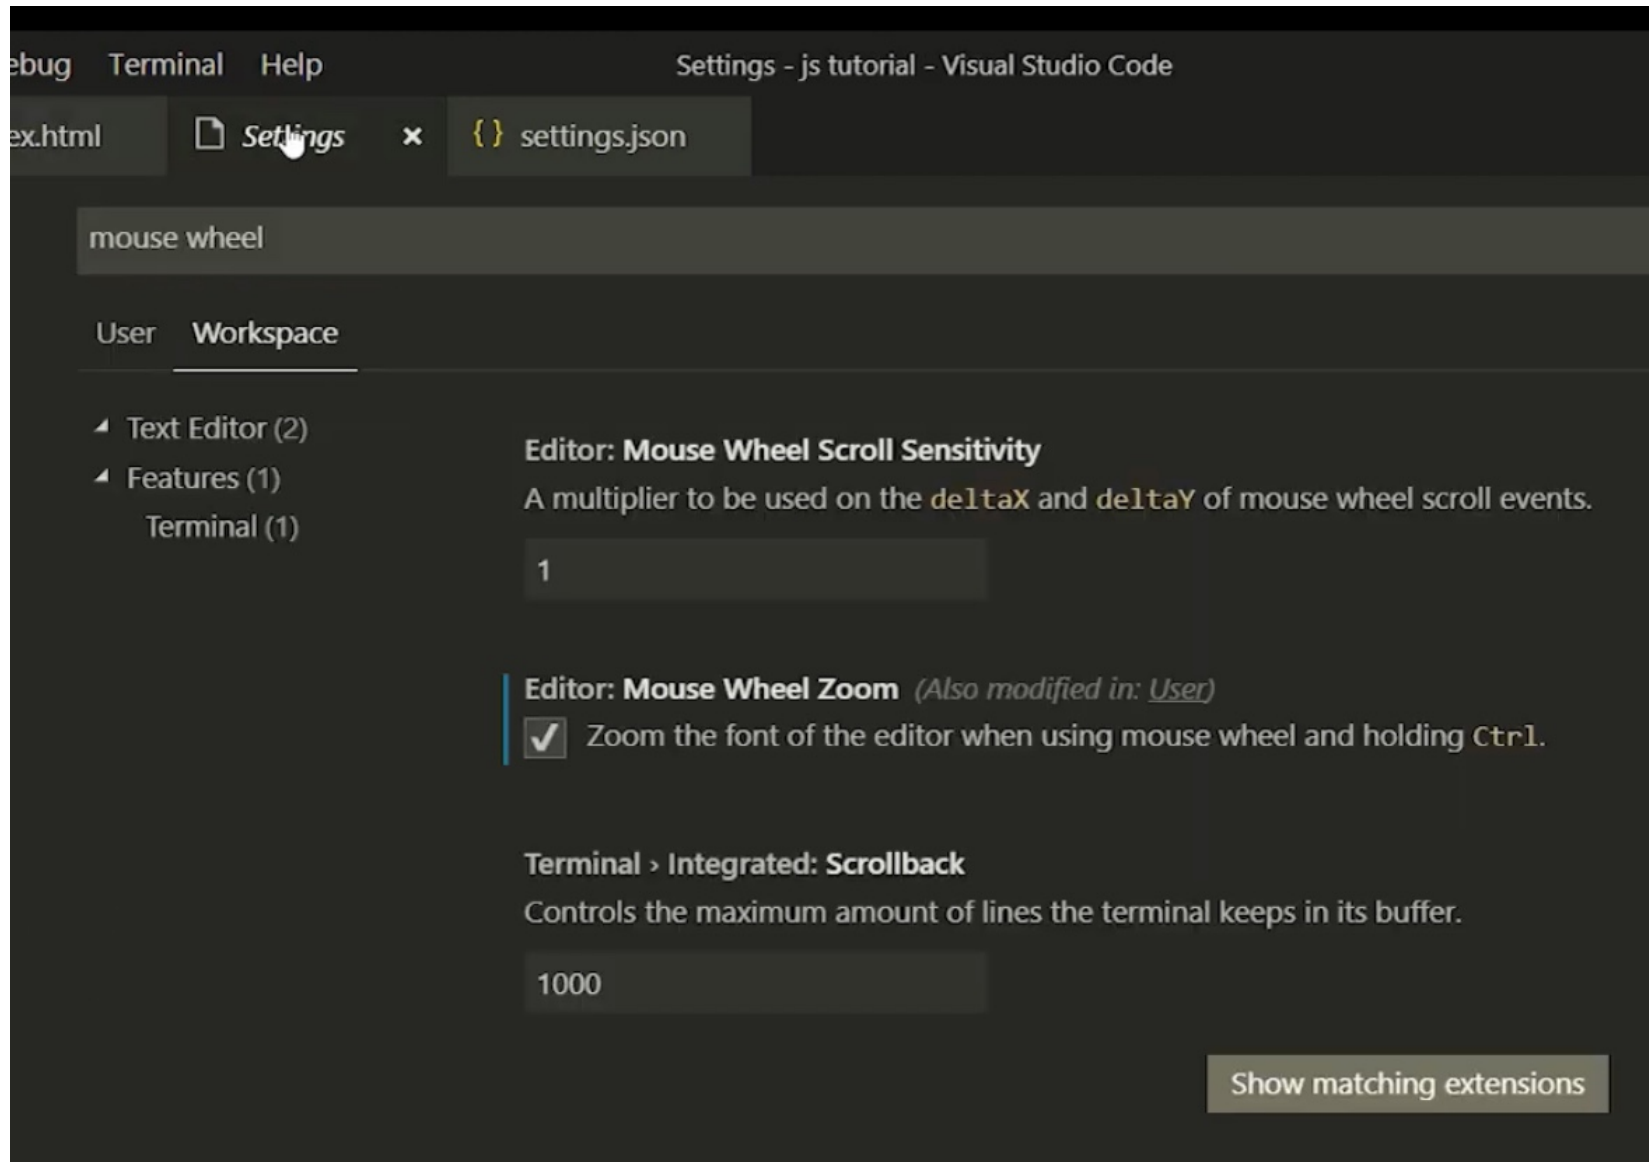 ebug Terminal Help Settings - js tutorial - Visual Studio Code
ex.html Settings × {} settings.json
mouse wheel
User Workspace
Text Editor (2)
Features (1)
Terminal (1)
Editor: Mouse Wheel Scroll Sensitivity
A multiplier to be used on the deltaX and deltaY of mouse wheel scroll events.
1
Editor: Mouse Wheel Zoom (Also modified in: User)
Zoom the font of the editor when using mouse wheel and holding Ctrl.
Terminal › Integrated: Scrollback
Controls the maximum amount of lines the terminal keeps in its buffer.
1000
Show matching extensions